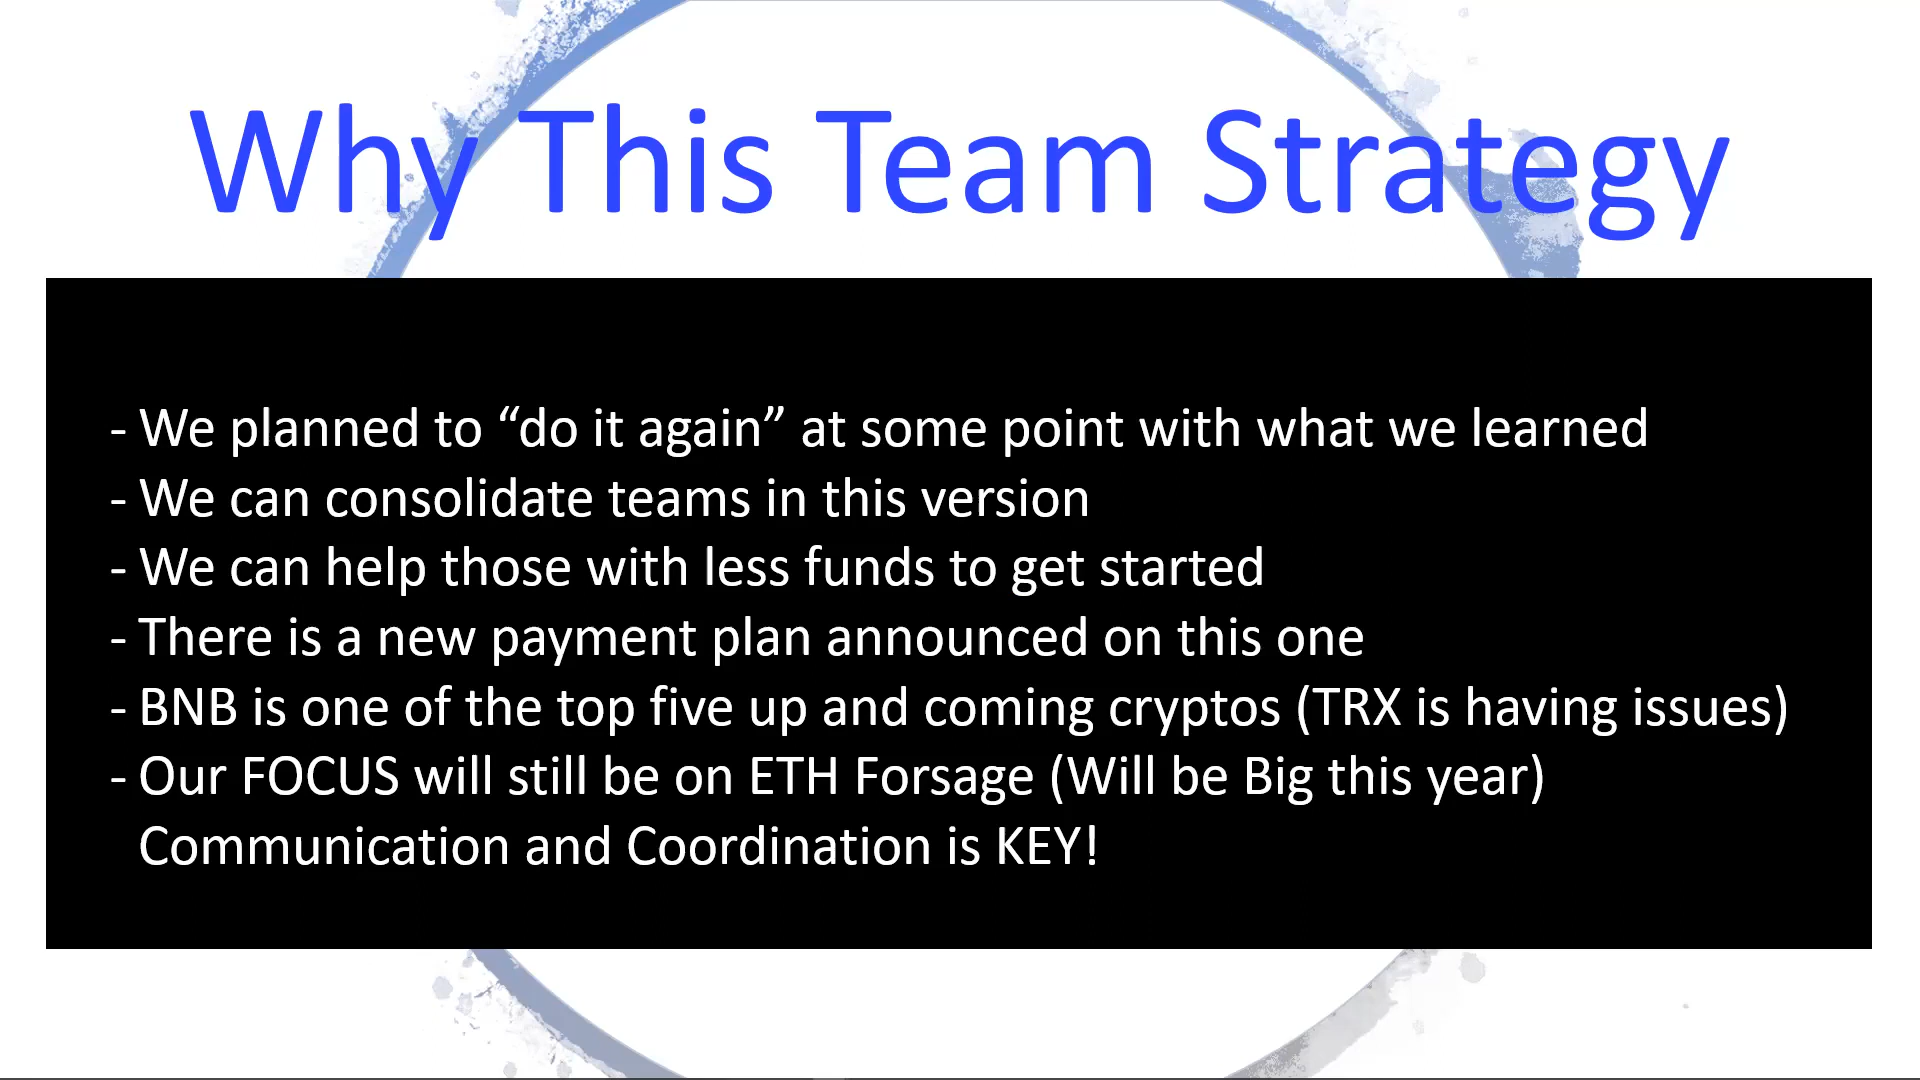 Why This Team Strategy
- We planned to “do it again” at some point with what we learned
- We can consolidate teams in this version
- We can help those with less funds to get started
- There is a new payment plan announced on this one
- BNB is one of the top five up and coming cryptos (TRX is having issues)
- Our FOCUS will still be on ETH Forsage (Will be Big this year)
Communication and Coordination is KEY!